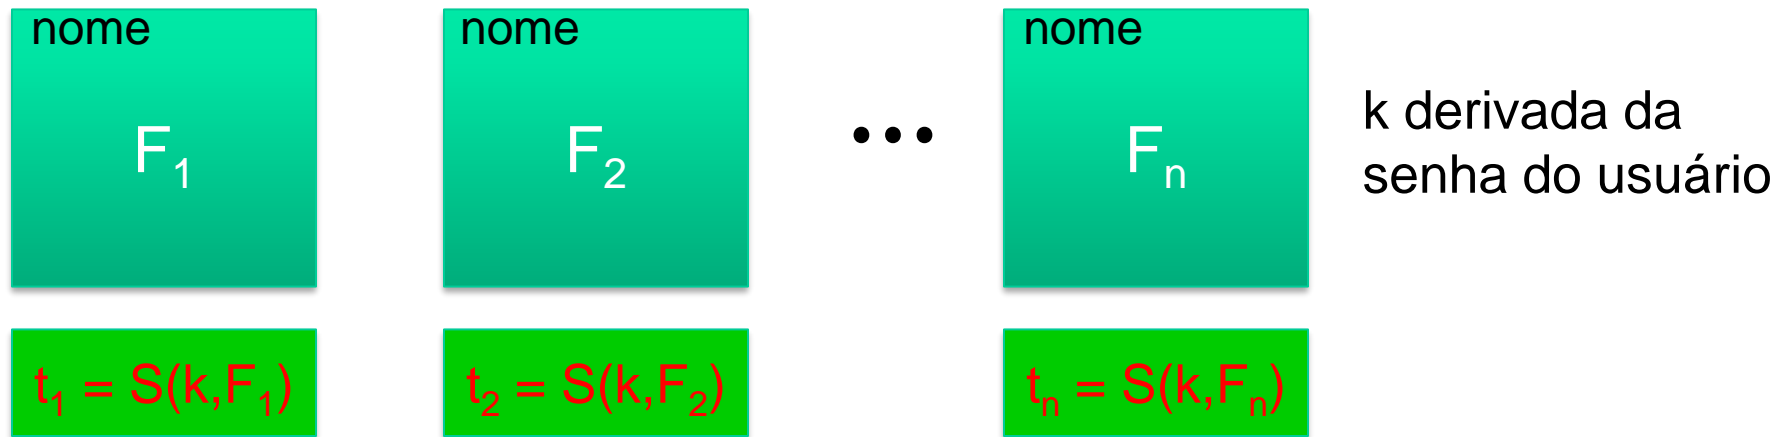 nome
F₁
t₁ = S(k,F₁)
nome
F₂
t₂ = S(k,F₂)
•••
nome
Fₙ
tₙ = S(k,Fₙ)
k derivada da
senha do usuário